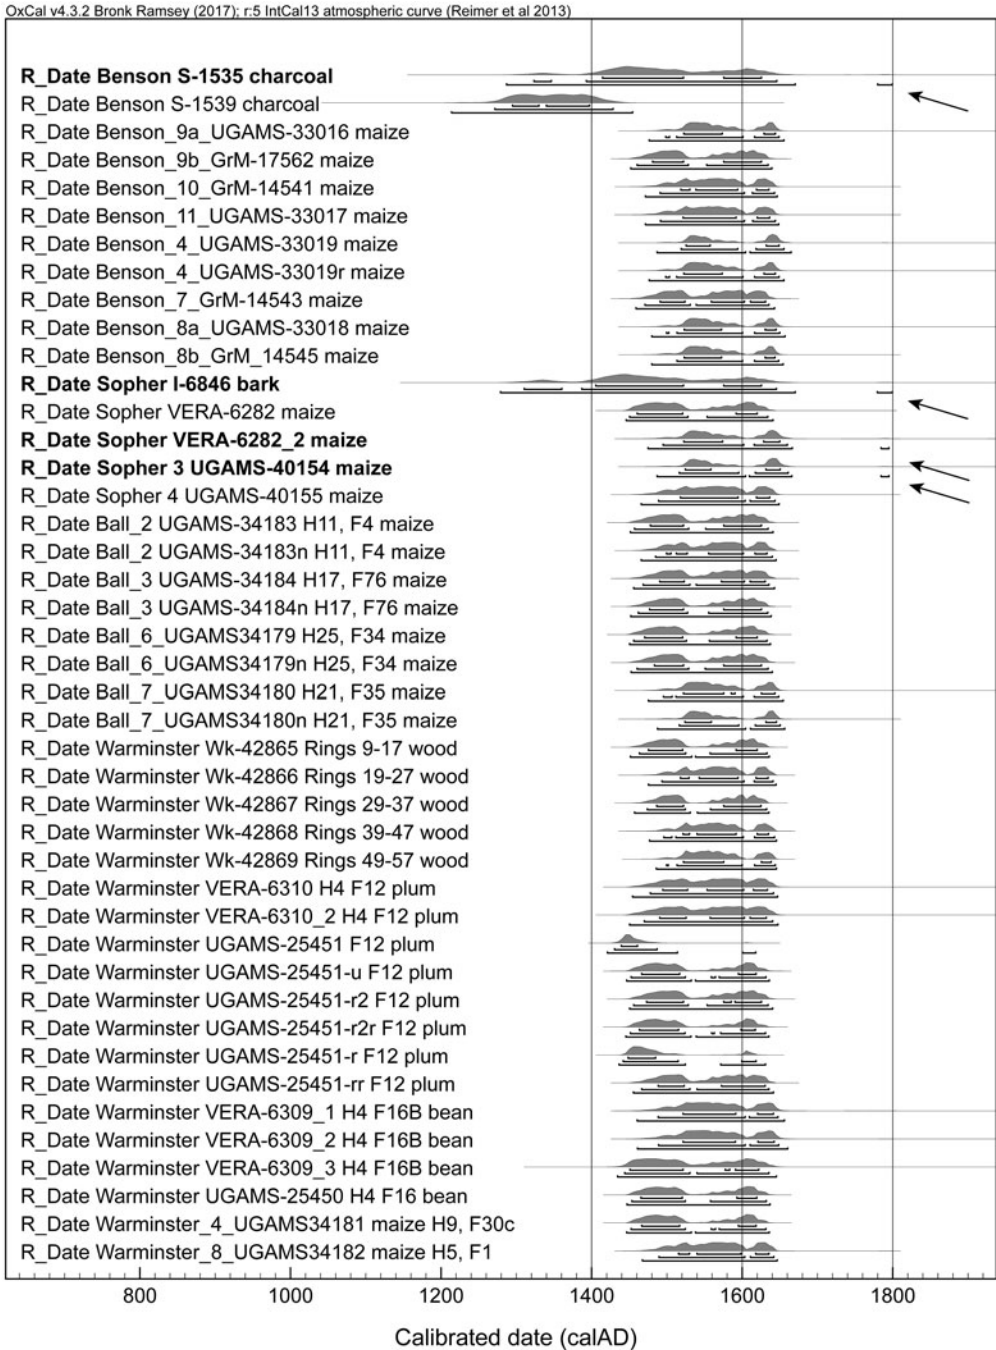 OxCal v4.3.2 Bronk Ramsey (2017); r:5 IntCal13 atmospheric curve (Reimer et al 2013)
R_Date Benson S-1535 charcoal
R_Date Benson S-1539 charcoal
R_Date Benson_9a_UGAMS-33016 maize
R_Date Benson_9b_GrM-17562 maize
R_Date Benson_10_GrM-14541 maize
R_Date Benson_11_UGAMS-33017 maize
R_Date Benson_4_UGAMS-33019 maize
R_Date Benson_4_UGAMS-33019r maize
R_Date Benson_7_GrM-14543 maize
R_Date Benson_8a_UGAMS-33018 maize
R_Date Benson_8b_GrM_14545 maize
R_Date Sopher I-6846 bark
R_Date Sopher VERA-6282 maize
R_Date Sopher VERA-6282_2 maize
R_Date Sopher 3 UGAMS-40154 maize
R_Date Sopher 4 UGAMS-40155 maize
R_Date Ball_2 UGAMS-34183 H11, F4 maize
R_Date Ball_2 UGAMS-34183n H11, F4 maize
R_Date Ball_3 UGAMS-34184 H17, F76 maize
R_Date Ball_3 UGAMS-34184n H17, F76 maize
R_Date Ball_6_UGAMS34179 H25, F34 maize
R_Date Ball_6_UGAMS34179n H25, F34 maize
R_Date Ball_7_UGAMS34180 H21, F35 maize
R_Date Ball_7_UGAMS34180n H21, F35 maize
R_Date Warminster Wk-42865 Rings 9-17 wood
R_Date Warminster Wk-42866 Rings 19-27 wood
R_Date Warminster Wk-42867 Rings 29-37 wood
R_Date Warminster Wk-42868 Rings 39-47 wood
R_Date Warminster Wk-42869 Rings 49-57 wood
R_Date Warminster VERA-6310 H4 F12 plum
R_Date Warminster VERA-6310_2 H4 F12 plum
R_Date Warminster UGAMS-25451 F12 plum
R_Date Warminster UGAMS-25451-u F12 plum
R_Date Warminster UGAMS-25451-r2 F12 plum
R_Date Warminster UGAMS-25451-r2r F12 plum
R_Date Warminster UGAMS-25451-r F12 plum
R_Date Warminster UGAMS-25451-rr F12 plum
R_Date Warminster VERA-6309_1 H4 F16B bean
R_Date Warminster VERA-6309_2 H4 F16B bean
R_Date Warminster VERA-6309_3 H4 F16B bean
R_Date Warminster UGAMS-25450 H4 F16 bean
R_Date Warminster_4_UGAMS34181 maize H9, F30c
R_Date Warminster_8_UGAMS34182 maize H5, F1
800 1000 1200 1400 1600 1800
Calibrated date (calAD)